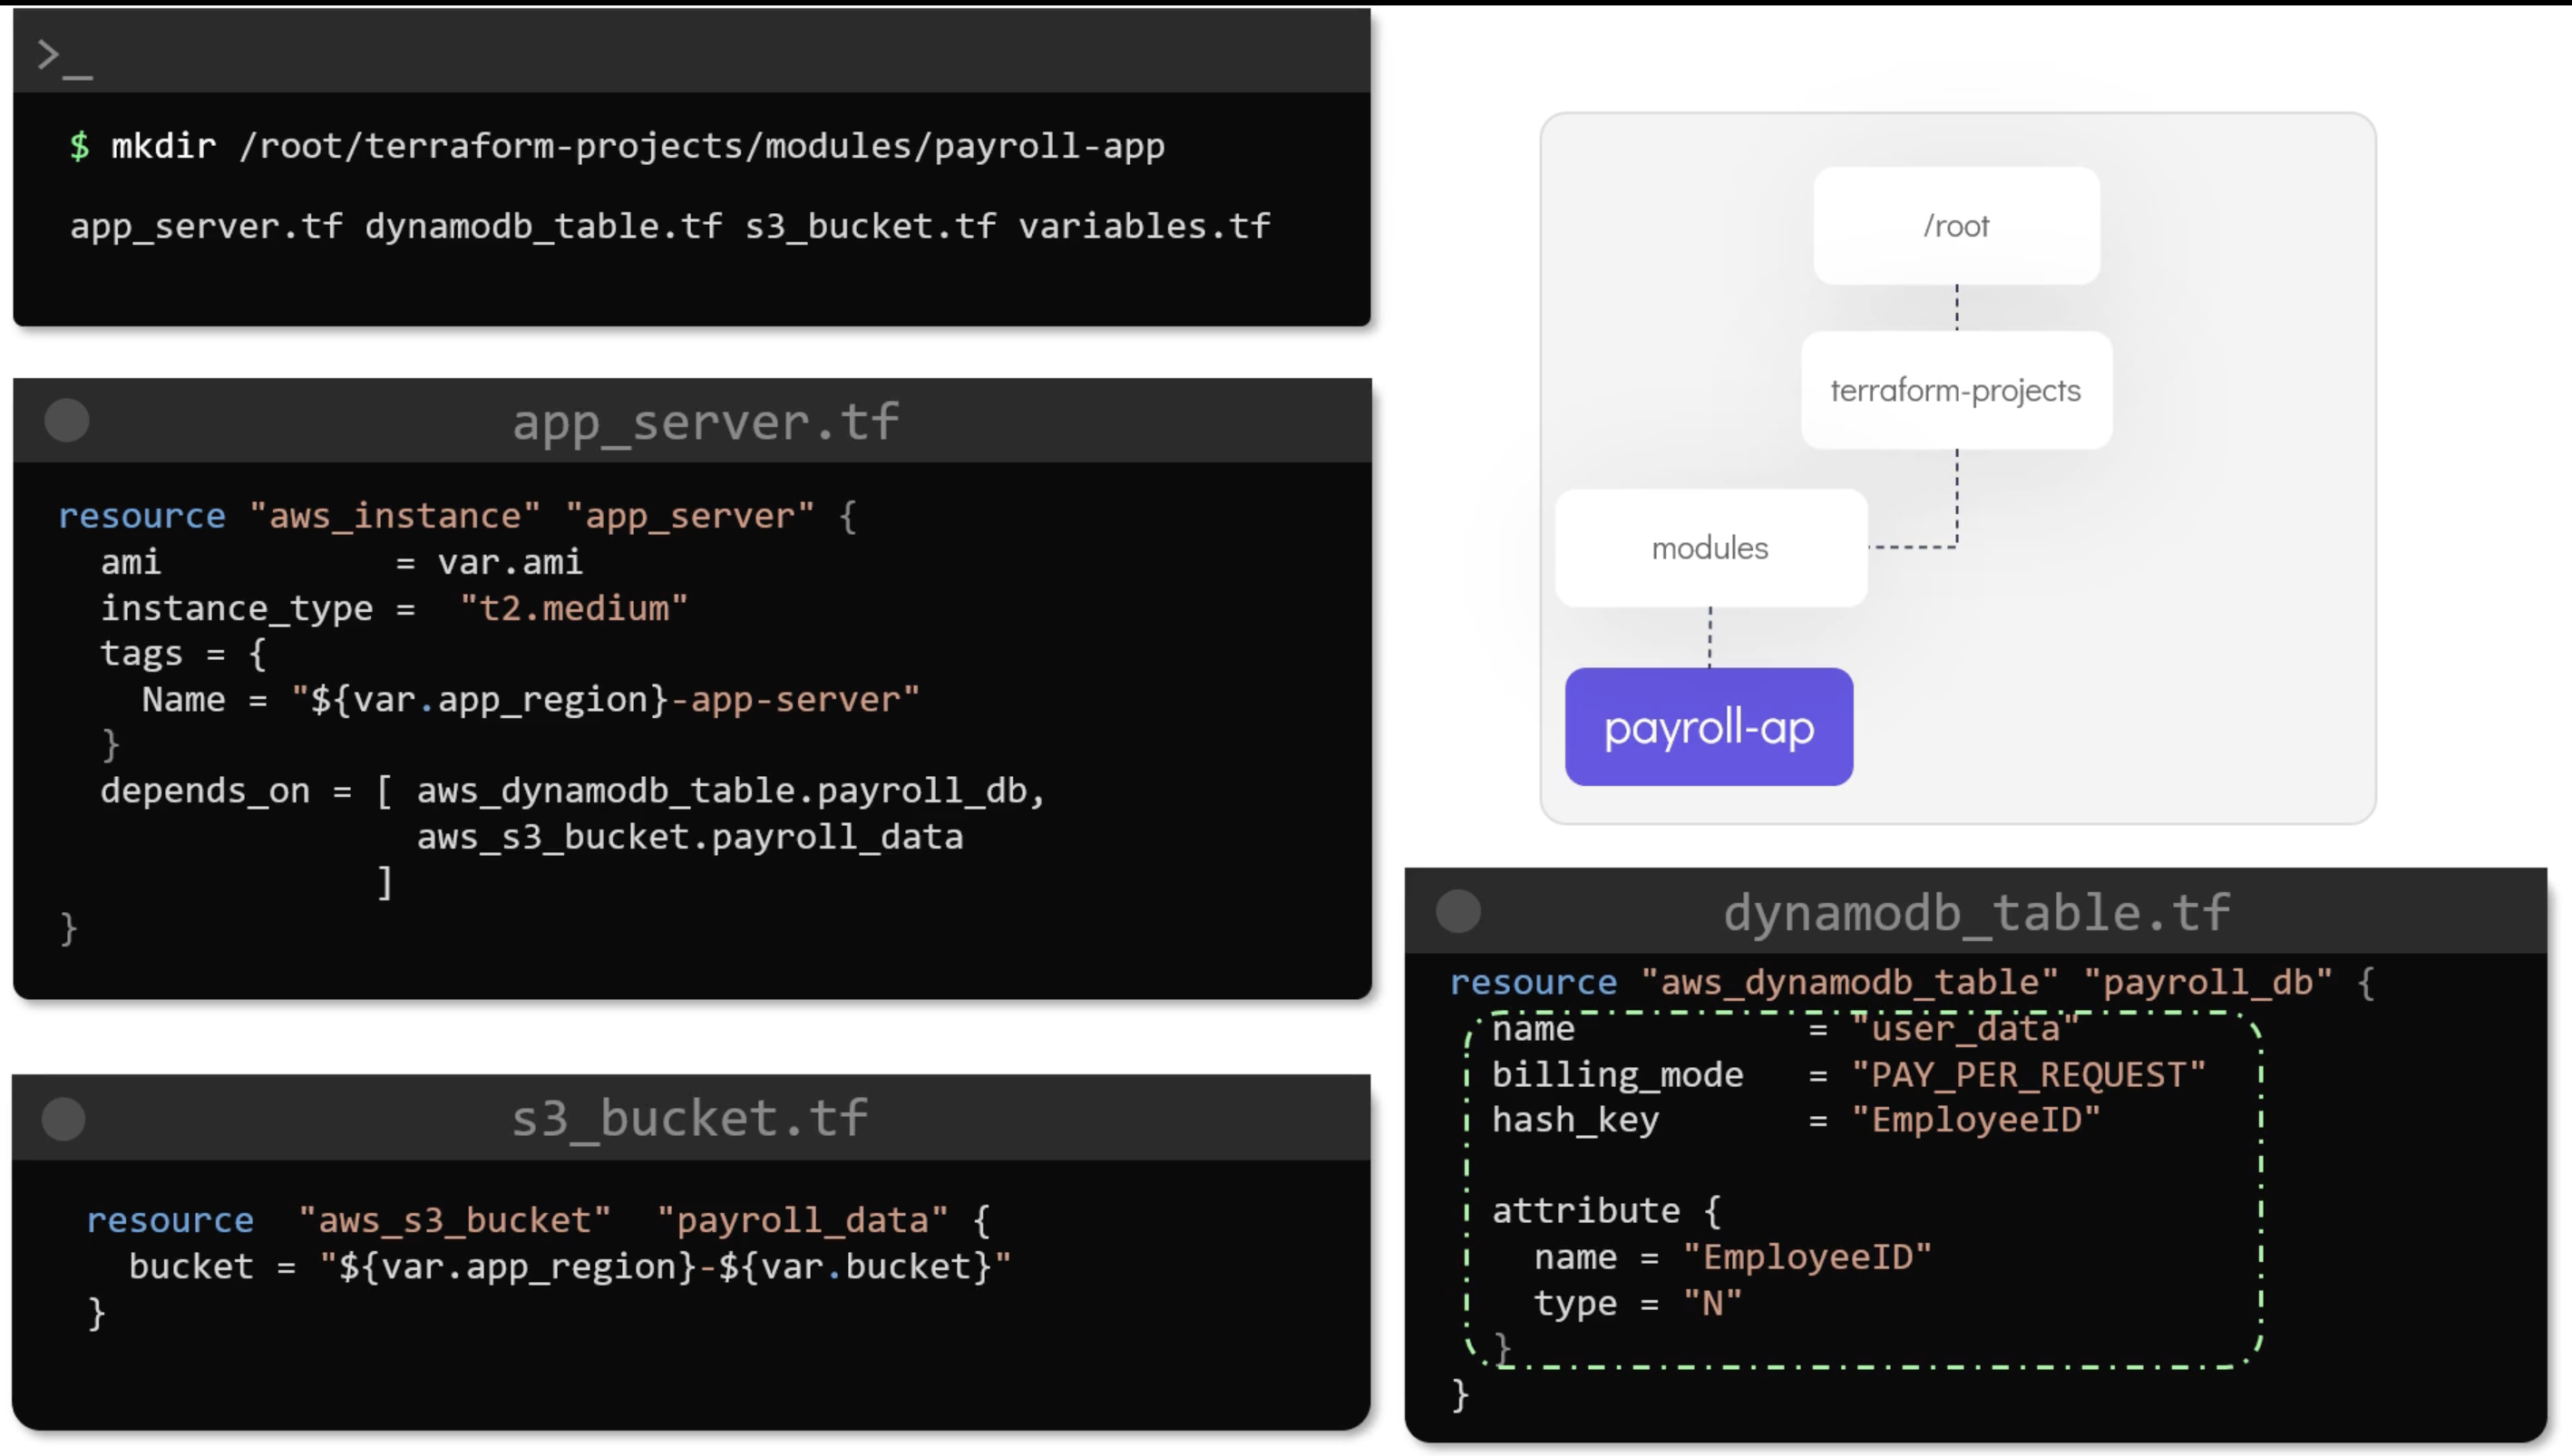 >_
$ mkdir /root/terraform-projects/modules/payroll-app
app_server.tf dynamodb_table.tf s3_bucket.tf variables.tf
app_server.tf
resource "aws_instance" "app_server" {
  ami           = var.ami
  instance_type =  "t2.medium"
  tags = {
    Name = "${var.app_region}-app-server"
  }
  depends_on = [ aws_dynamodb_table.payroll_db,
                 aws_s3_bucket.payroll_data
               ]
}
s3_bucket.tf
resource  "aws_s3_bucket"  "payroll_data" {
  bucket = "${var.app_region}-${var.bucket}"
}
/root
terraform-projects
modules
payroll-ap
dynamodb_table.tf
resource "aws_dynamodb_table" "payroll_db" {
  name           = "user_data"
  billing_mode   = "PAY_PER_REQUEST"
  hash_key       = "EmployeeID"
  attribute {
    name = "EmployeeID"
    type = "N"
  }
}